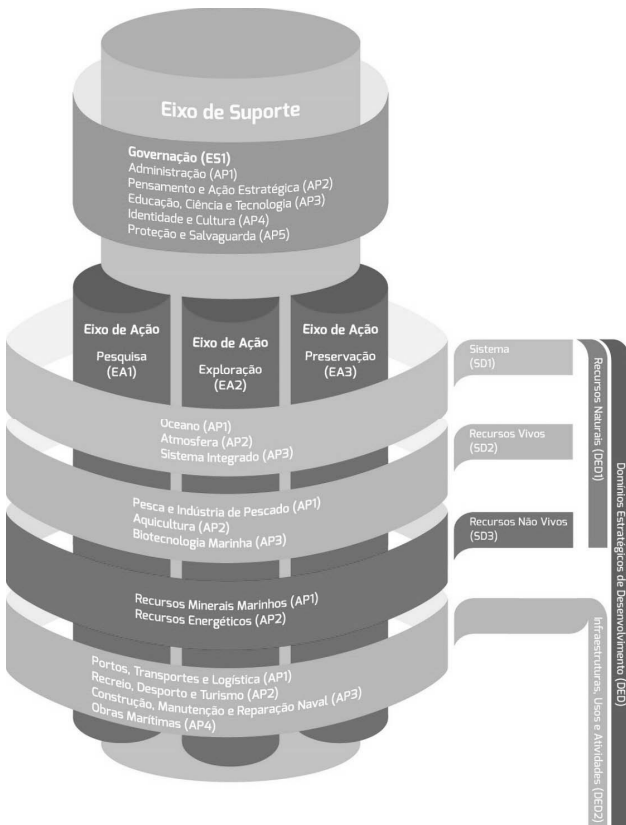 Eixo de Suporte
Governação (ES1)
Administração (AP1)
Pensamento e Ação Estratégica (AP2)
Educação, Ciência e Tecnologia (AP3)
Identidade e Cultura (AP4)
Proteção e Salvaguarda (AP5)
Eixo de Ação
Pesquisa
(EA1)
Eixo de Ação
Exploração
(EA2)
Eixo de Ação
Preservação
(EA3)
Oceano (AP1)
Atmosfera (AP2)
Sistema Integrado (AP3)
Sistema
(SD1)
Pesca e Indústria de Pescado (AP1)
Aquicultura (AP2)
Biotecnologia Marinha (AP3)
Recursos Vivos
(SD2)
Recursos Minerais Marinhos (AP1)
Recursos Energéticos (AP2)
Recursos Não Vivos
(SD3)
Portos, Transportes e Logística (AP1)
Recreio, Desporto e Turismo (AP2)
Construção, Manutenção e Reparação Naval (AP3)
Obras Marítimas (AP4)
Recursos Naturais (DED1)
Infraestruturas, Usos e Atividades (DED2)
Domínios Estratégicos de Desenvolvimento (DED)